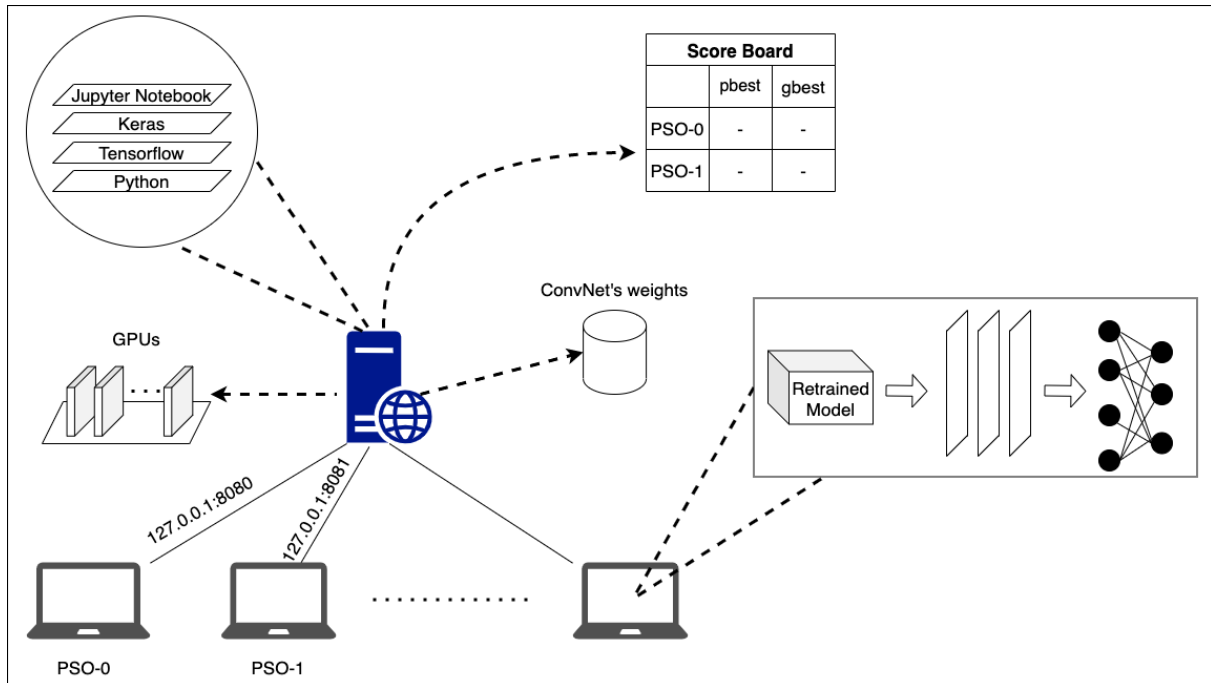 Jupyter Notebook
Keras
Tensorflow
Python
Score Board
pbest gbest
PSO-0 - -
PSO-1 - -
ConvNet's weights
GPUs
Retrained
Model
127.0.0.1:8080
127.0.0.1:8081
PSO-0
PSO-1